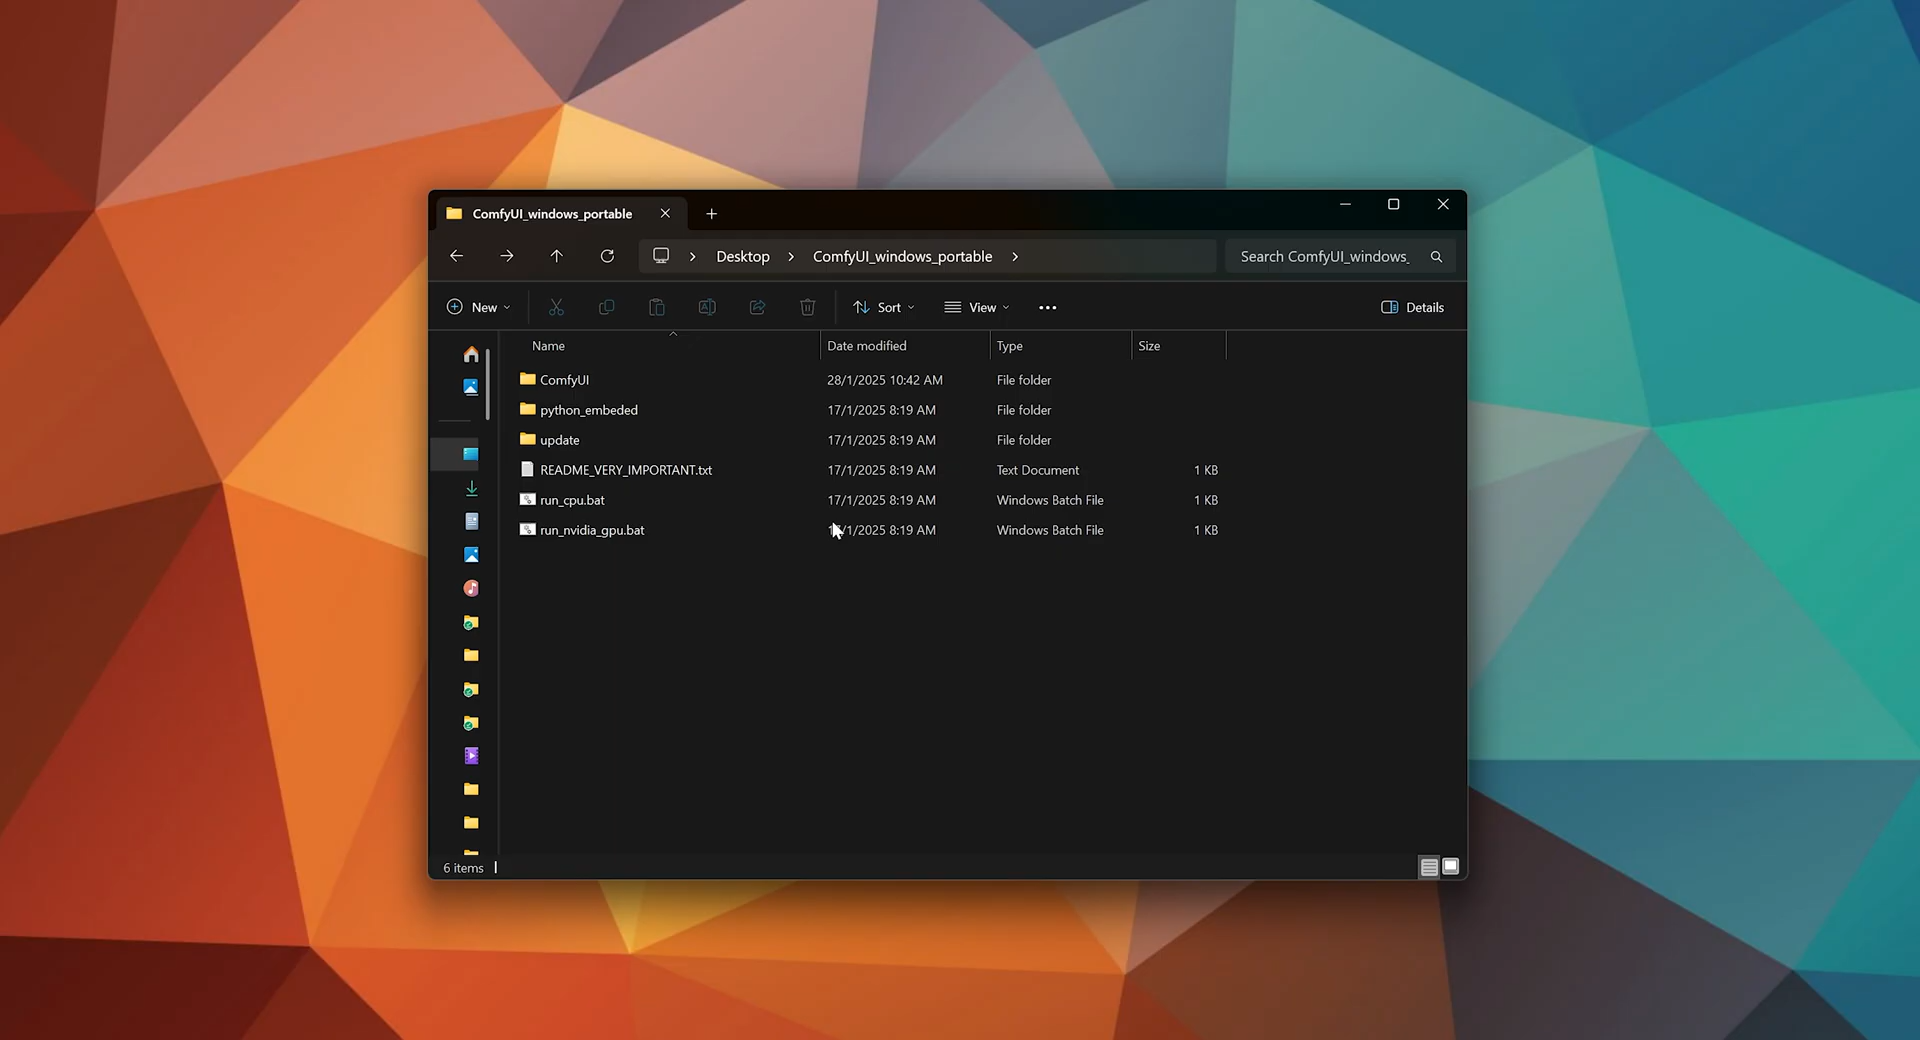 ComfyUI_windows_portable
Desktop ComfyUI_windows_portable Search ComfyUI_windows_
New Sort View Details
Name Date modified Type Size
ComfyUI 28/1/2025 10:42 AM File folder
python_embeded 17/1/2025 8:19 AM File folder
update 17/1/2025 8:19 AM File folder
README_VERY_IMPORTANT.txt 17/1/2025 8:19 AM Text Document 1 KB
run_cpu.bat 17/1/2025 8:19 AM Windows Batch File 1 KB
run_nvidia_gpu.bat /1/2025 8:19 AM Windows Batch File 1 KB
6 items